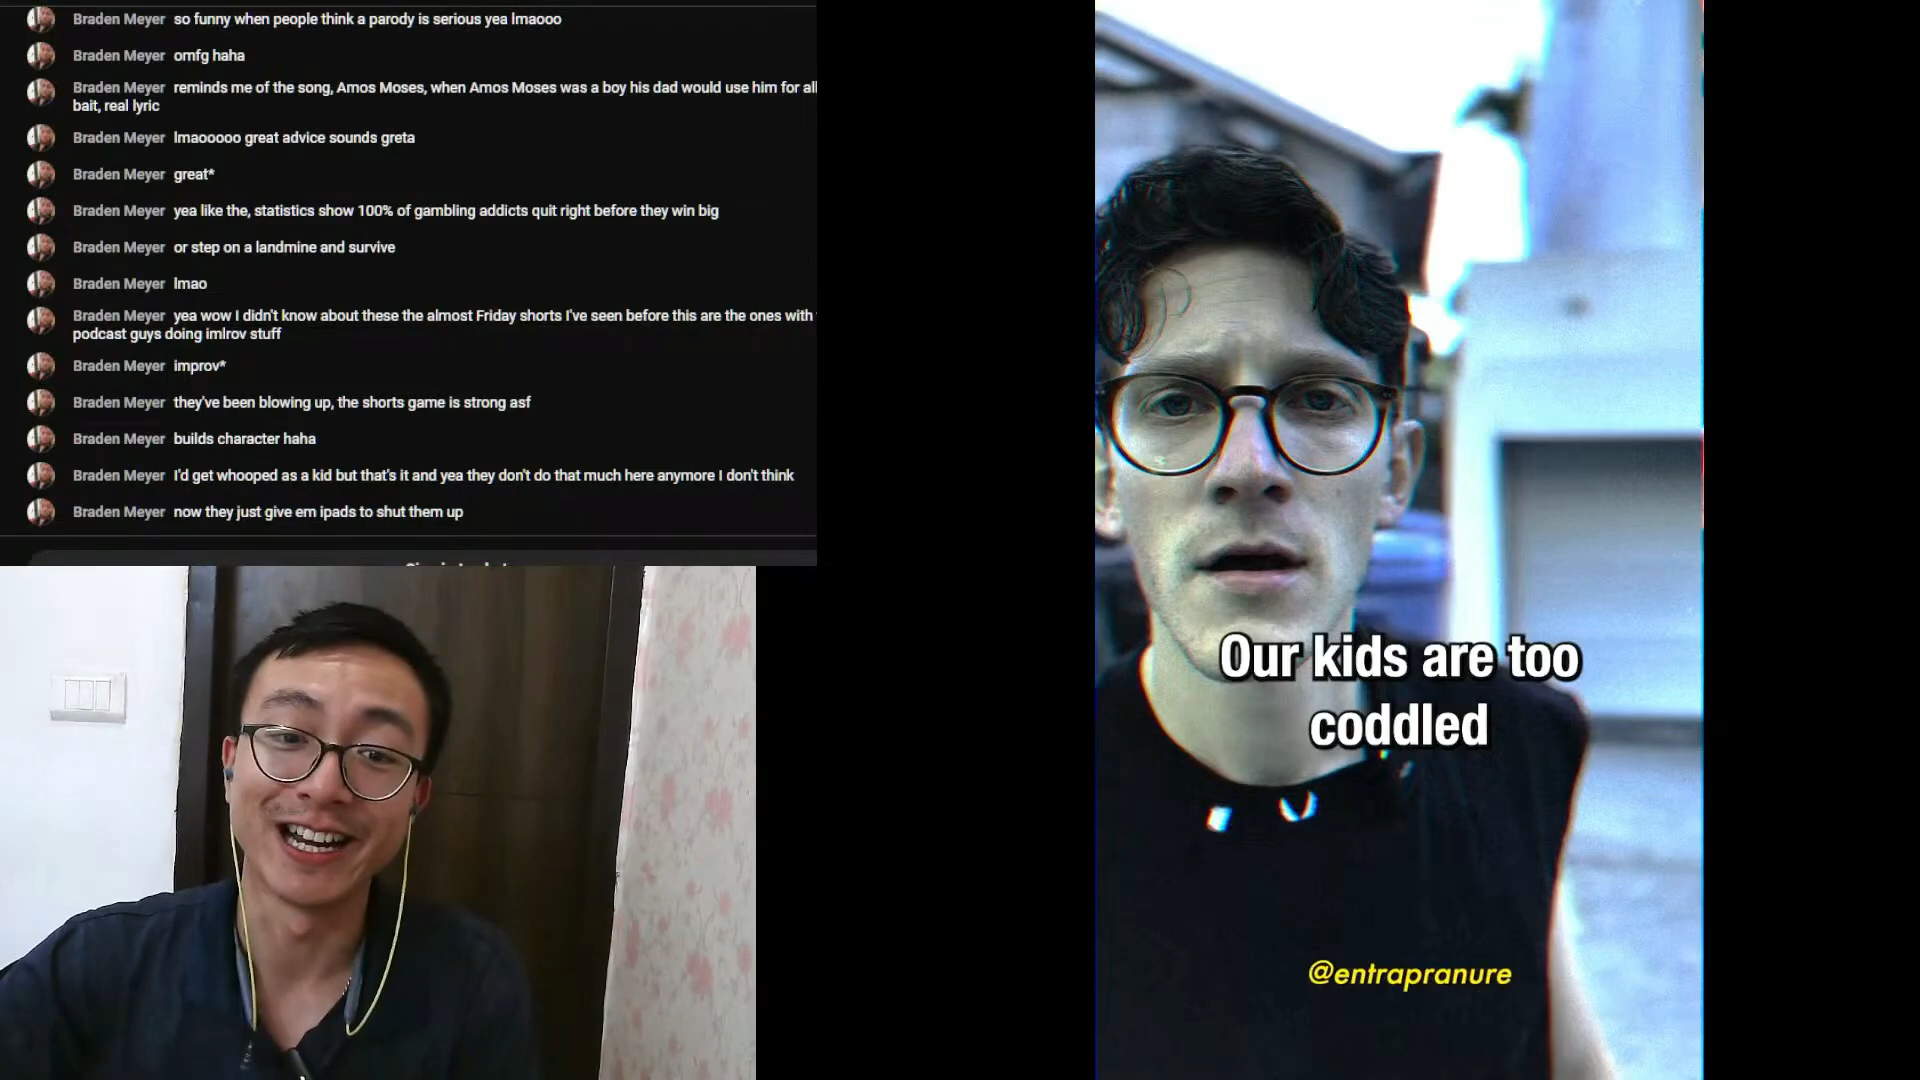 Braden Meyer so funny when people think a parody is serious yea lmaooo
Braden Meyer omfg haha
Braden Meyer reminds me of the song, Amos Moses, when Amos Moses was a boy his dad would use him for all
bait, real lyric
Braden Meyer lmaooooo great advice sounds greta
Braden Meyer great*
Braden Meyer yea like the, statistics show 100% of gambling addicts quit right before they win big
Braden Meyer or step on a landmine and survive
Braden Meyer lmao
Braden Meyer yea wow I didn't know about these the almost Friday shorts I've seen before this are the ones with
podcast guys doing imlrov stuff
Braden Meyer improv*
Braden Meyer they've been blowing up, the shorts game is strong asf
Braden Meyer builds character haha
Braden Meyer I'd get whooped as a kid but that's it and yea they don't do that much here anymore I don't think
Braden Meyer now they just give em ipads to shut them up
Our kids are too
coddled
@entrapranure